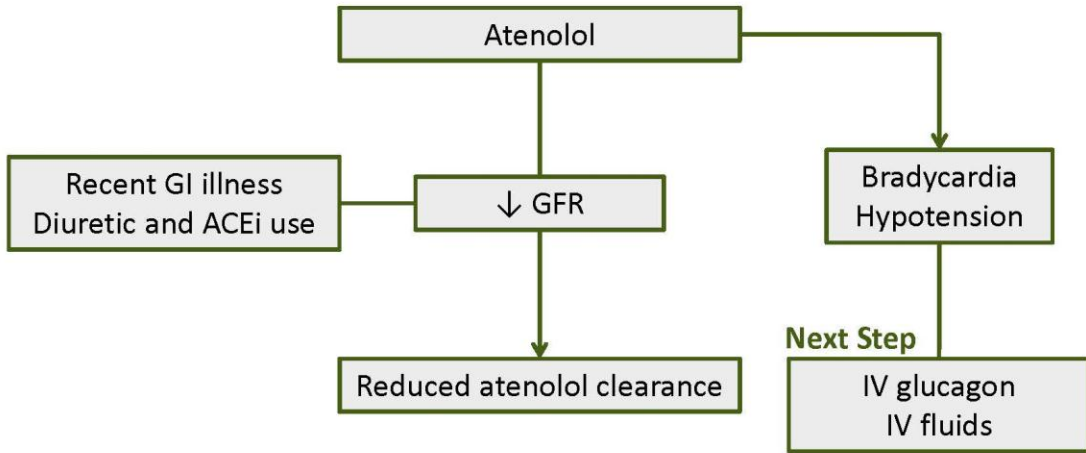 Atenolol
Recent GI illness
Diuretic and ACEi use
↓ GFR
Bradycardia
Hypotension
Reduced atenolol clearance
Next Step
IV glucagon
IV fluids